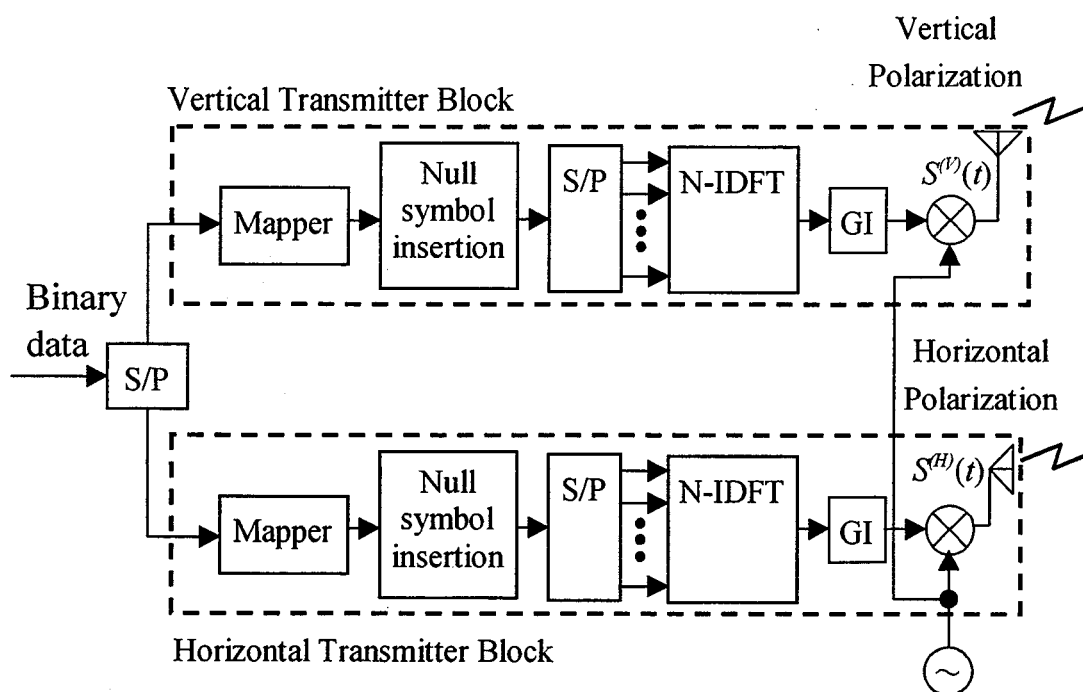 Vertical
Polarization
Vertical Transmitter Block
Mapper
Null
symbol
insertion
S/P
N-IDFT
GI
S(V)(t)
Binary
data
S/P
Horizontal
Polarization
Mapper
Null
symbol
insertion
S/P
N-IDFT
GI
S(H)(t)
Horizontal Transmitter Block